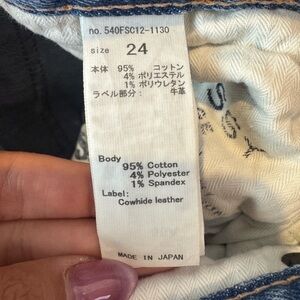 no. 540FSC12-1130
size 24
本体 95% コットン
4% ポリエステル
1% ポリウレタン
ラベル部分: 牛革
Body
95% Cotton
4% Polyester
1% Spandex
Label:
Cowhide leather
MADE IN JAPAN